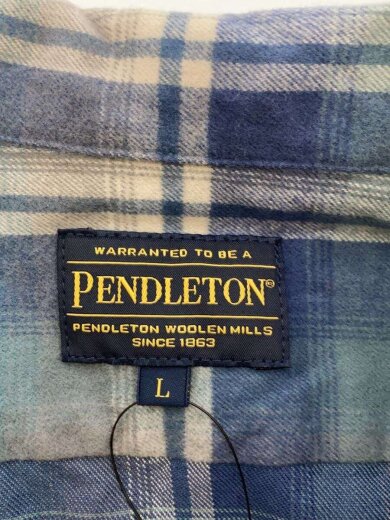 WARRANTED TO BE A
PENDLETON®
PENDLETON WOOLEN MILLS
SINCE 1863
L